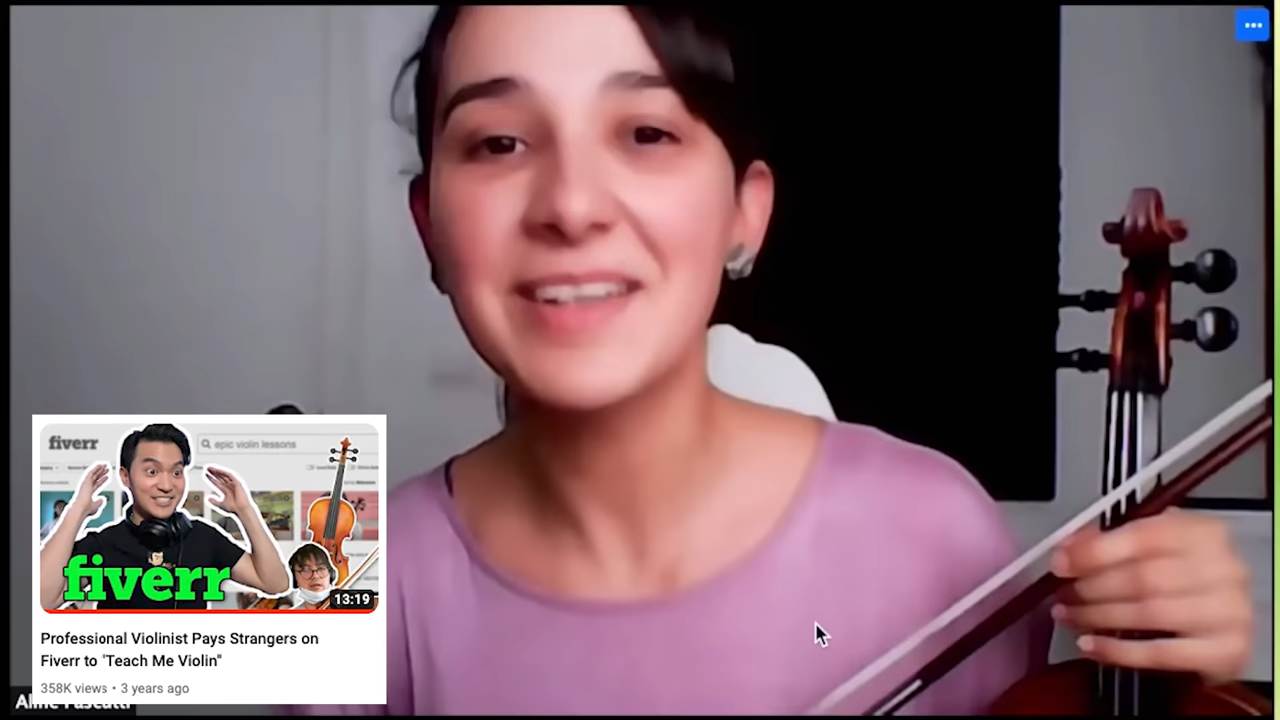 fiverr
epic violin lessons
fiverr
13:19
Professional Violinist Pays Strangers on
Fiverr to "Teach Me Violin"
358K views • 3 years ago